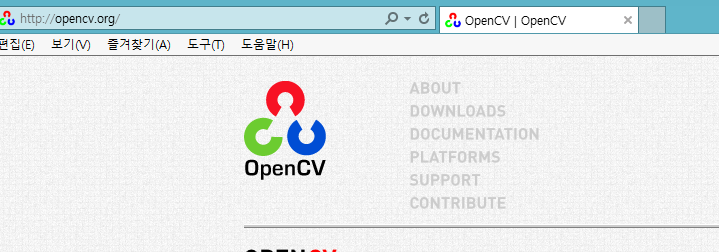 http://opencv.org/
OpenCV | OpenCV
편집(E) 보기(V) 즐겨찾기(A) 도구(T) 도움말(H)
OpenCV
ABOUT
DOWNLOADS
DOCUMENTATION
PLATFORMS
SUPPORT
CONTRIBUTE
OPENCV